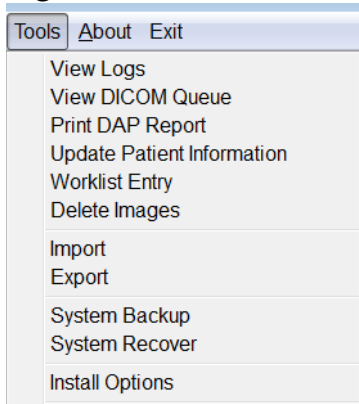 Tools About Exit
View Logs
View DICOM Queue
Print DAP Report
Update Patient Information
Worklist Entry
Delete Images
Import
Export
System Backup
System Recover
Install Options